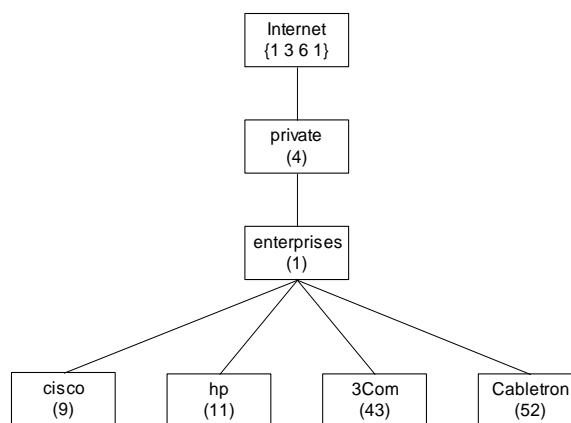 Internet
{1 3 6 1}
private
(4)
enterprises
(1)
cisco
(9)
hp
(11)
3Com
(43)
Cabletron
(52)